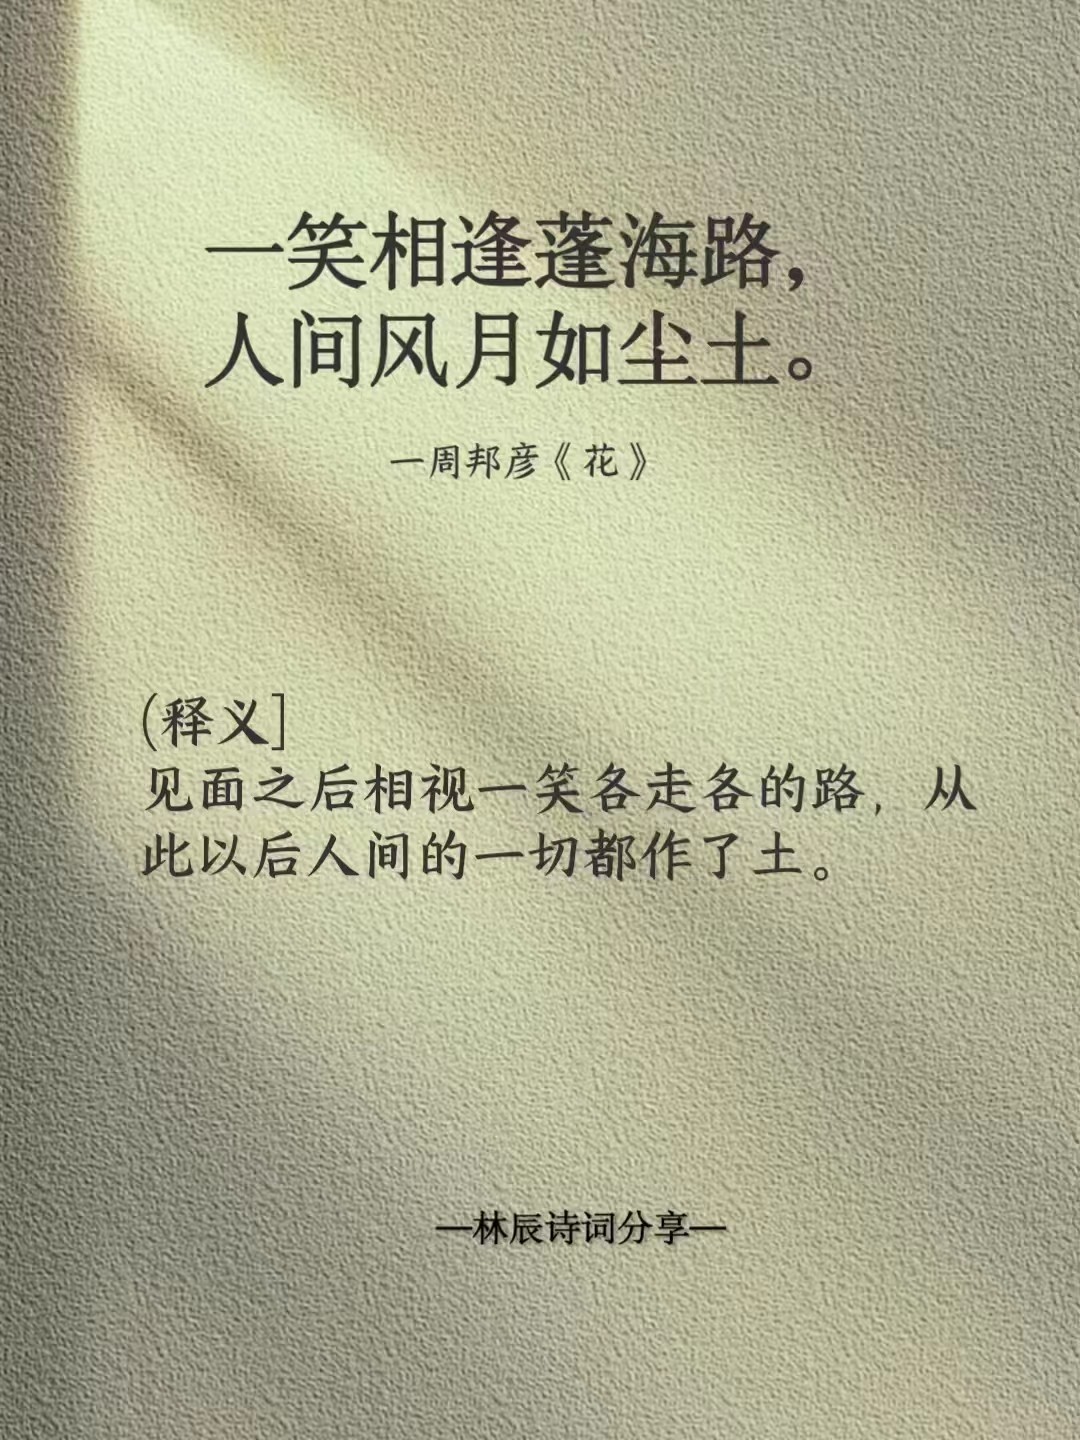 一笑相逢蓬海路，
人间风月如尘土。
一周邦彦《花》
(释义]
见面之后相视一笑各走各的路，从
此以后人间的一切都作了土。
—林辰诗词分享—